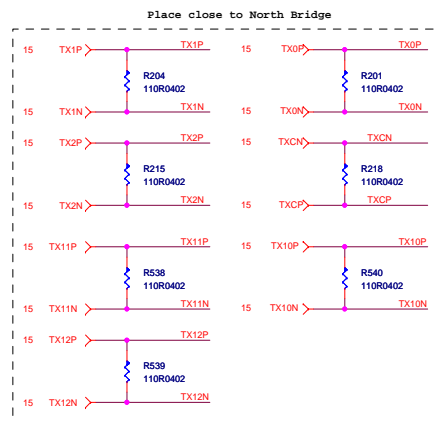 Place close to North Bridge
15 TX1P TX1P 15 TX0P TX0P
R204 R201
110R0402 110R0402
15 TX1N TX1N 15 TX0N TX0N
15 TX2P TX2P 15 TXCN TXCN
R215 R218
110R0402 110R0402
15 TX2N TX2N 15 TXCP TXCP
15 TX11P TX11P 15 TX10P TX10P
R538 R540
110R0402 110R0402
15 TX11N TX11N 15 TX10N TX10N
15 TX12P TX12P
R539
110R0402
15 TX12N TX12N